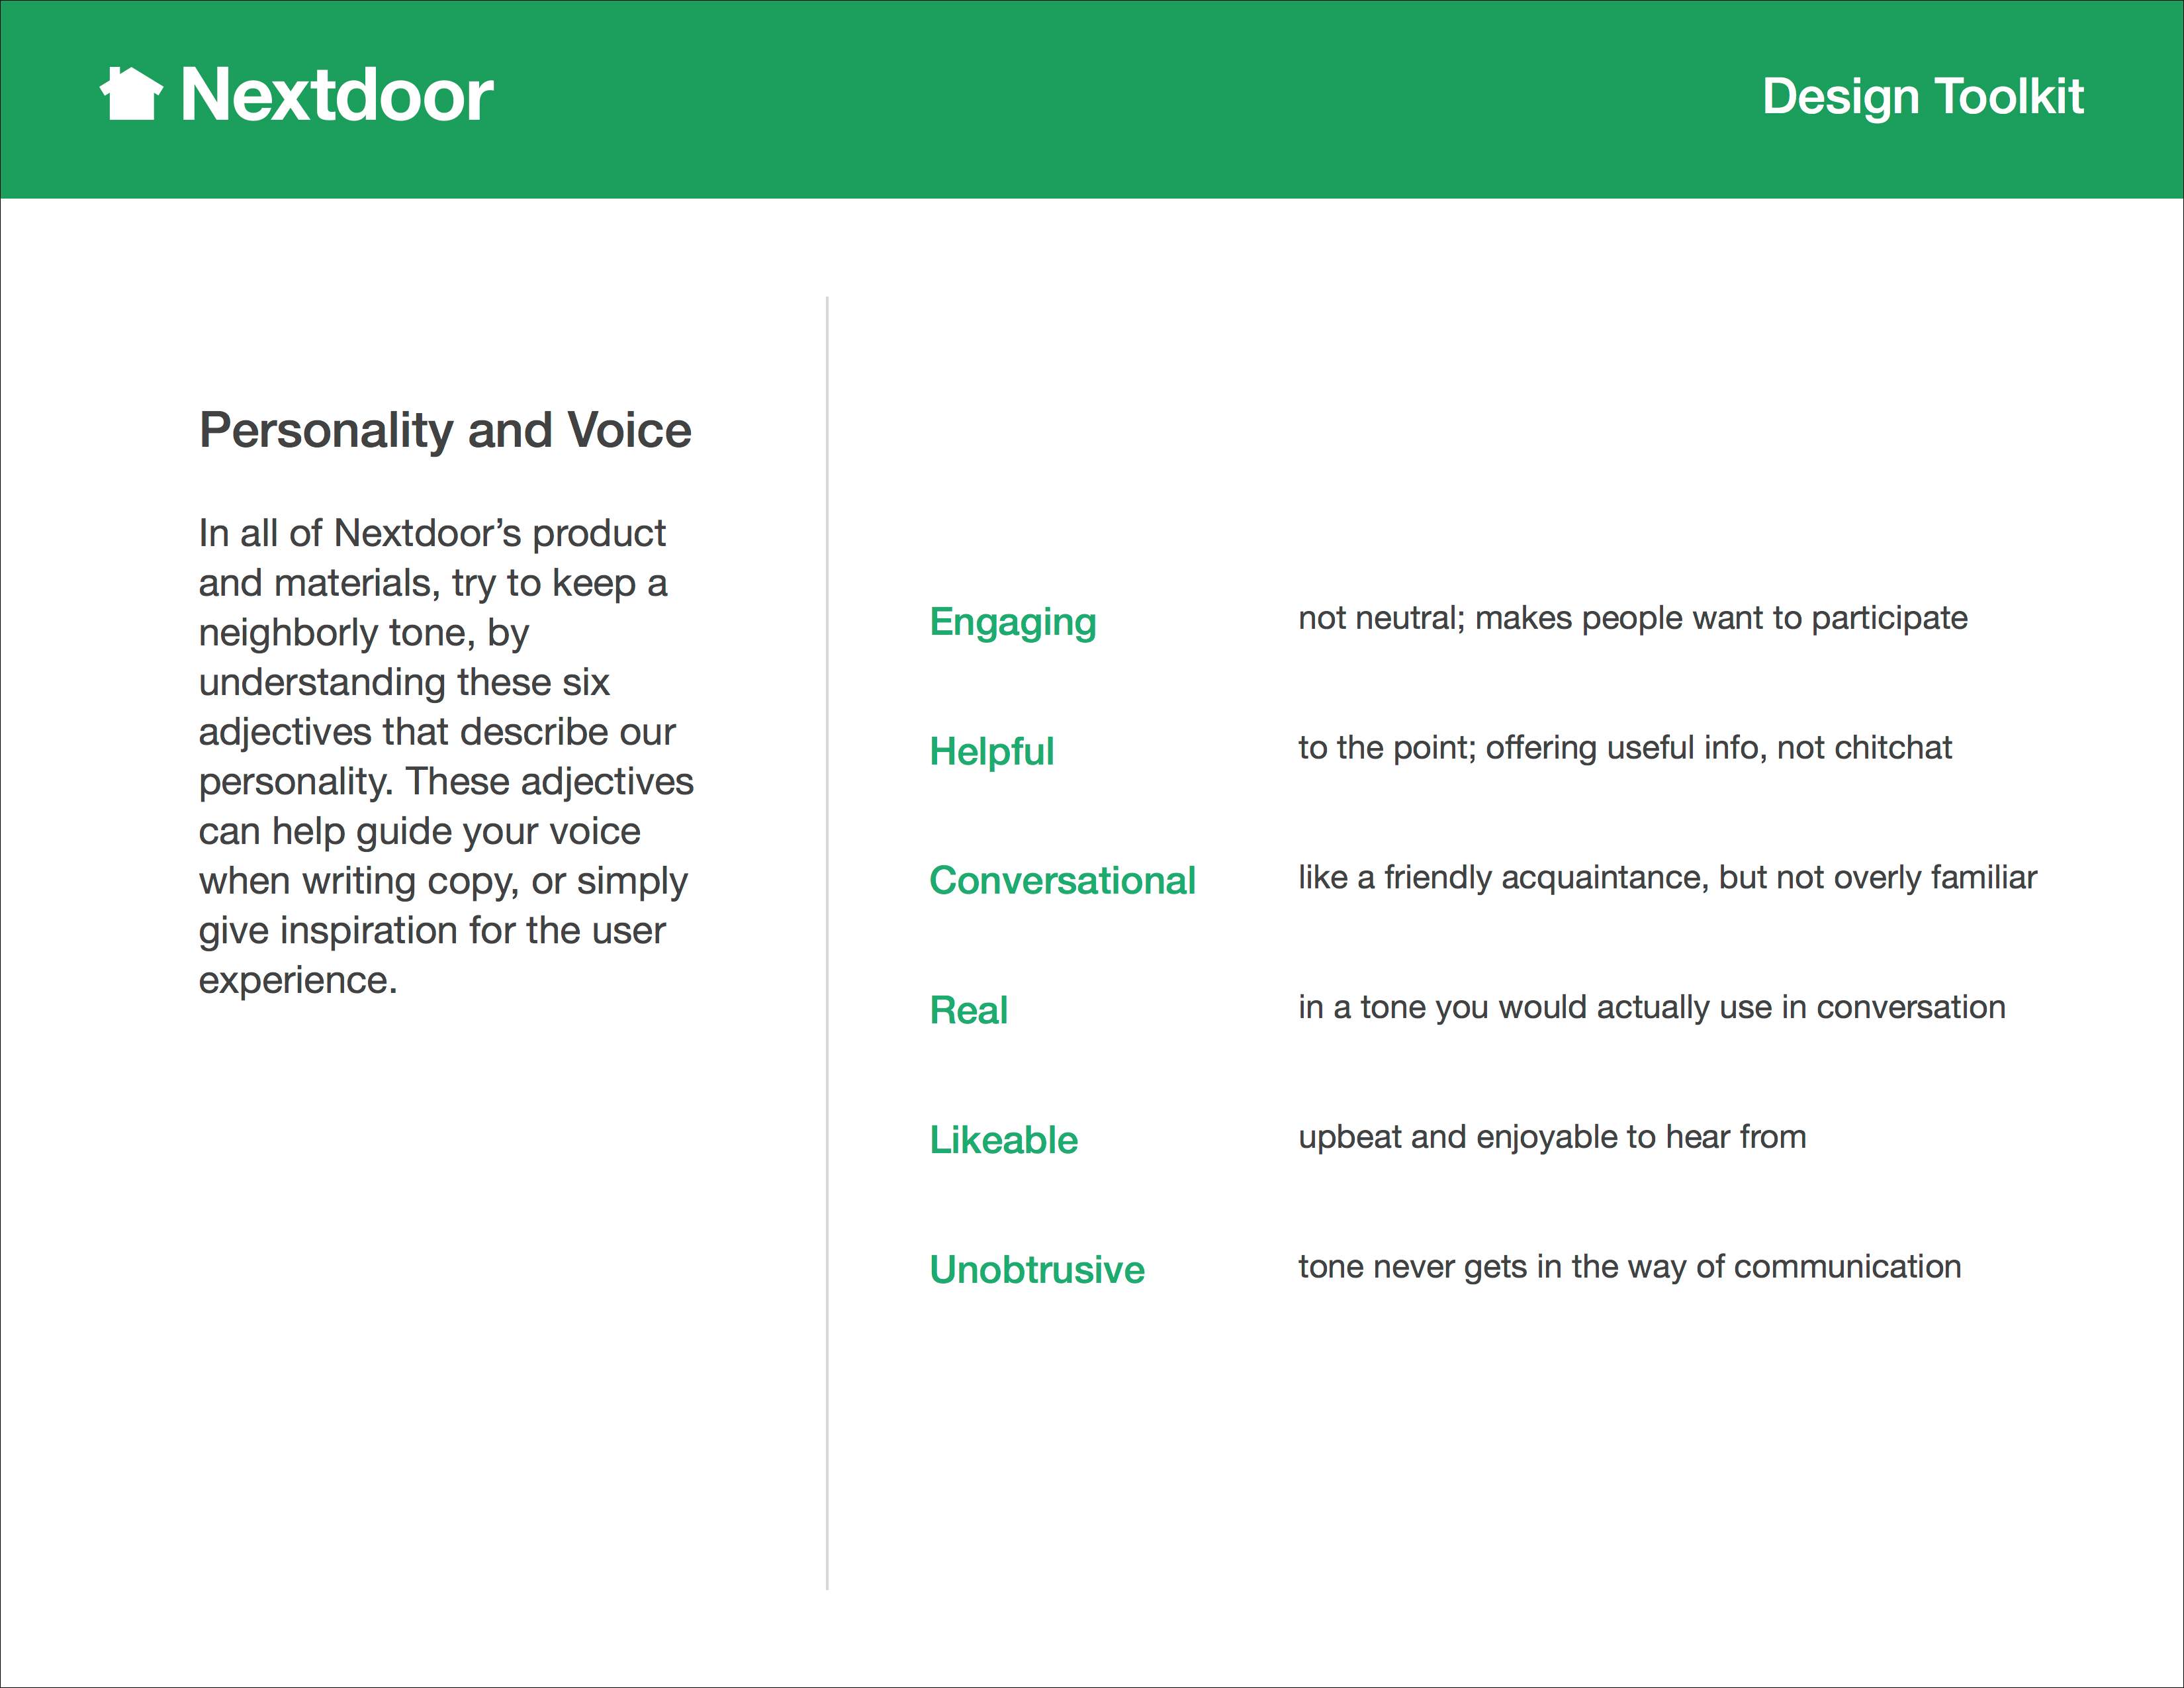 Nextdoor
Design Toolkit
Personality and Voice
In all of Nextdoor’s product
and materials, try to keep a
neighborly tone, by
understanding these six
adjectives that describe our
personality. These adjectives
can help guide your voice
when writing copy, or simply
give inspiration for the user
experience.
Engaging
not neutral; makes people want to participate
Helpful
to the point; offering useful info, not chitchat
Conversational
like a friendly acquaintance, but not overly familiar
Real
in a tone you would actually use in conversation
Likeable
upbeat and enjoyable to hear from
Unobtrusive
tone never gets in the way of communication